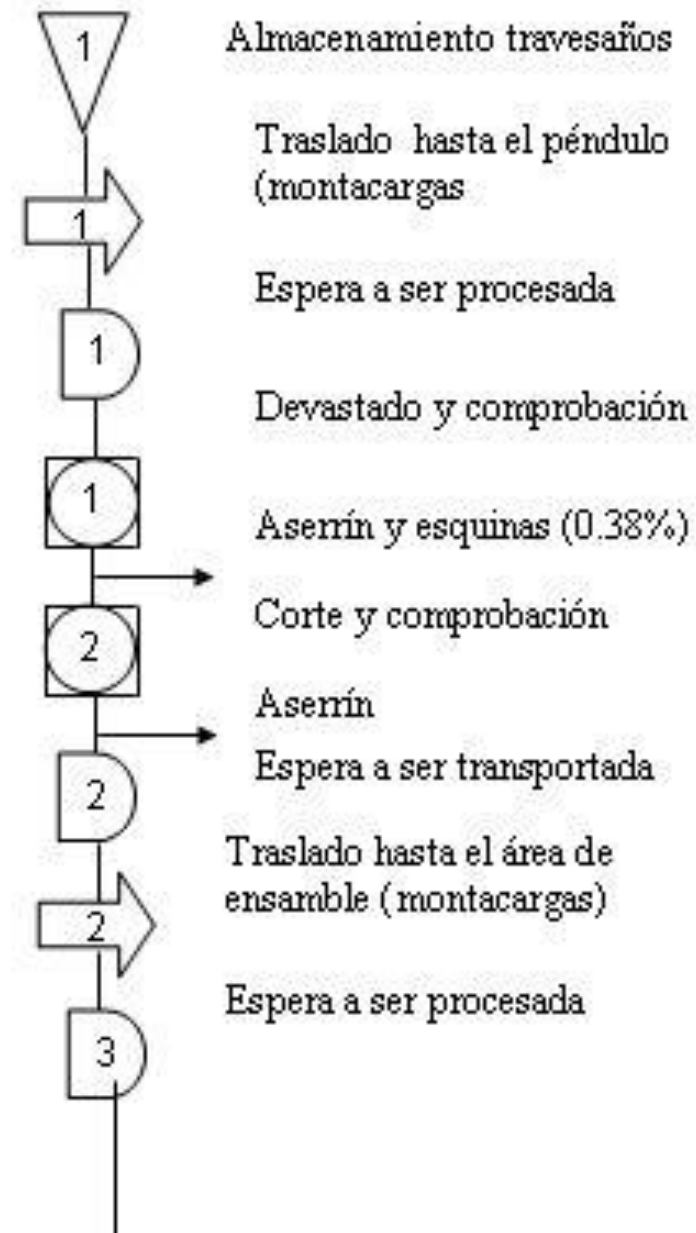 1
Almacenamiento travesaños
Traslado hasta el péndulo
(montacargas
1
Espera a ser procesada
1
Devastado y comprobación
1
Aserrín y esquinas (0.38%)
Corte y comprobación
2
Aserrín
Espera a ser transportada
2
Traslado hasta el área de
ensamble (montacargas)
2
Espera a ser procesada
3